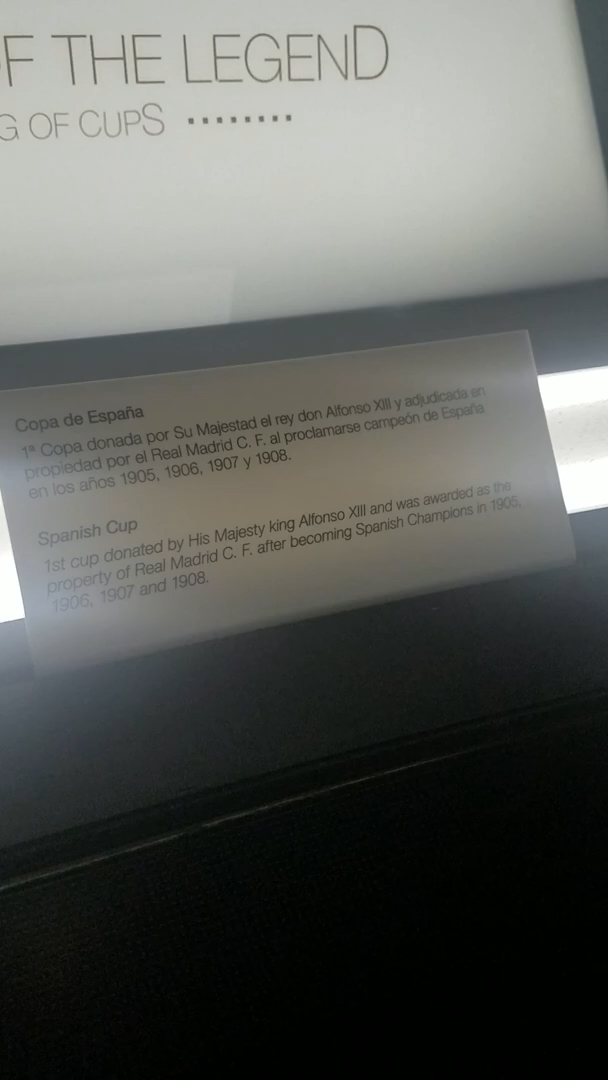 OF THE LEGEND
G OF CUPS ........
Copa de España
1ª Copa donada por Su Majestad el rey don Alfonso XIII y adjudicada en
propiedad por el Real Madrid C. F. al proclamarse campeón de España
en los años 1905, 1906, 1907 y 1908.
Spanish Cup
1st cup donated by His Majesty king Alfonso XIII and was awarded as the
property of Real Madrid C. F. after becoming Spanish Champions in 1905,
1906, 1907 and 1908.